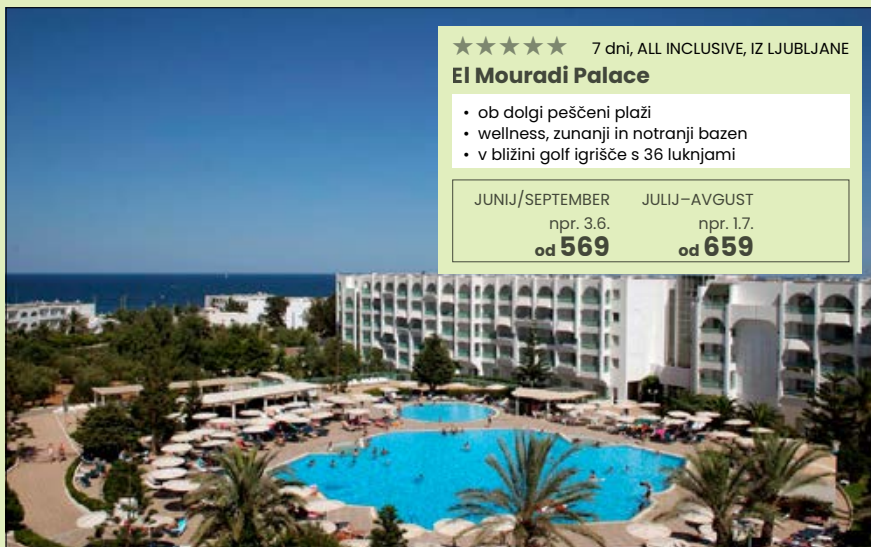 ★★★★★ 7 dni, ALL INCLUSIVE, IZ LJUBLJANE
El Mouradi Palace
• ob dolgi peščeni plaži
• wellness, zunanji in notranji bazen
• v bližini golf igrišče s 36 luknjami
JUNIJ/SEPTEMBER JULIJ–AVGUST
npr. 3.6. npr. 1.7.
od 569 od 659